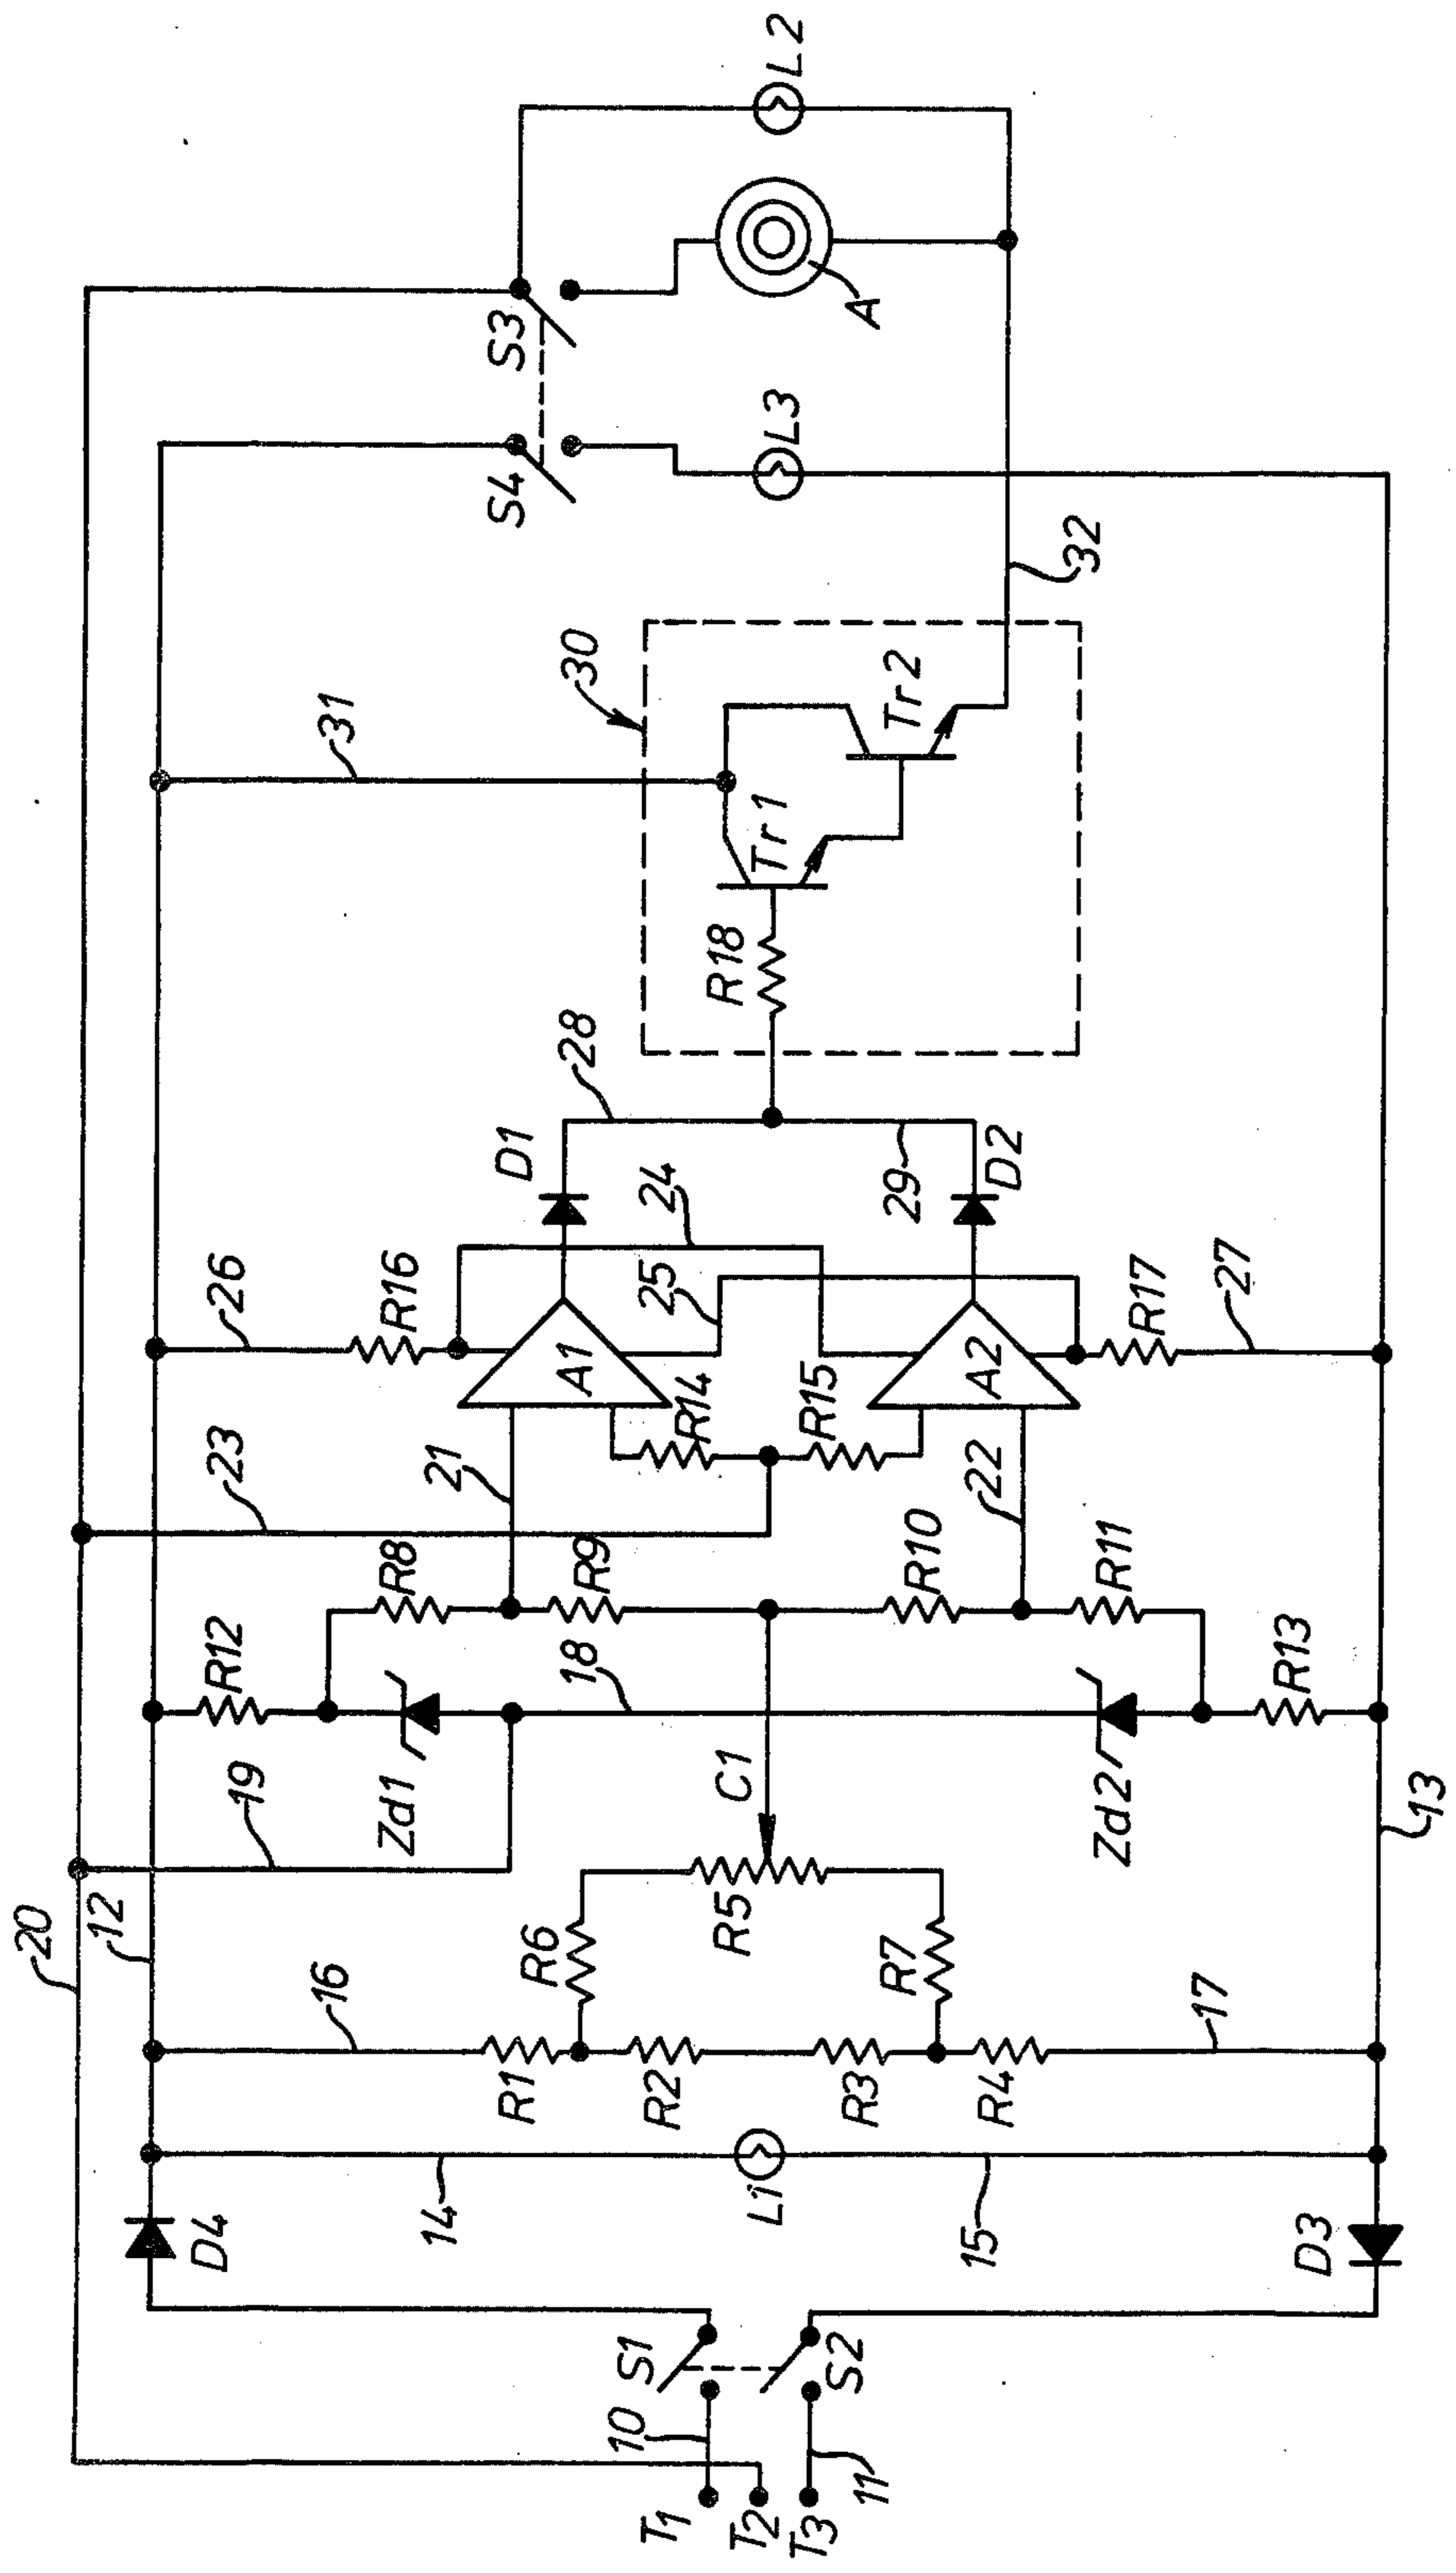 T1
T2
T3
10
11
S1
S2
D4
D3
20
12
13
14
15
Li
16
17
R1
R2
R3
R4
R6
R5
R7
C1
19
18
Zd1
Zd2
R12
R13
R8
R9
R10
R11
23
21
22
R14
R15
A1
A2
26
27
R16
R17
24
25
D1
D2
28
29
R18
30
Tr1
Tr2
31
32
S4
S3
L3
A
L2